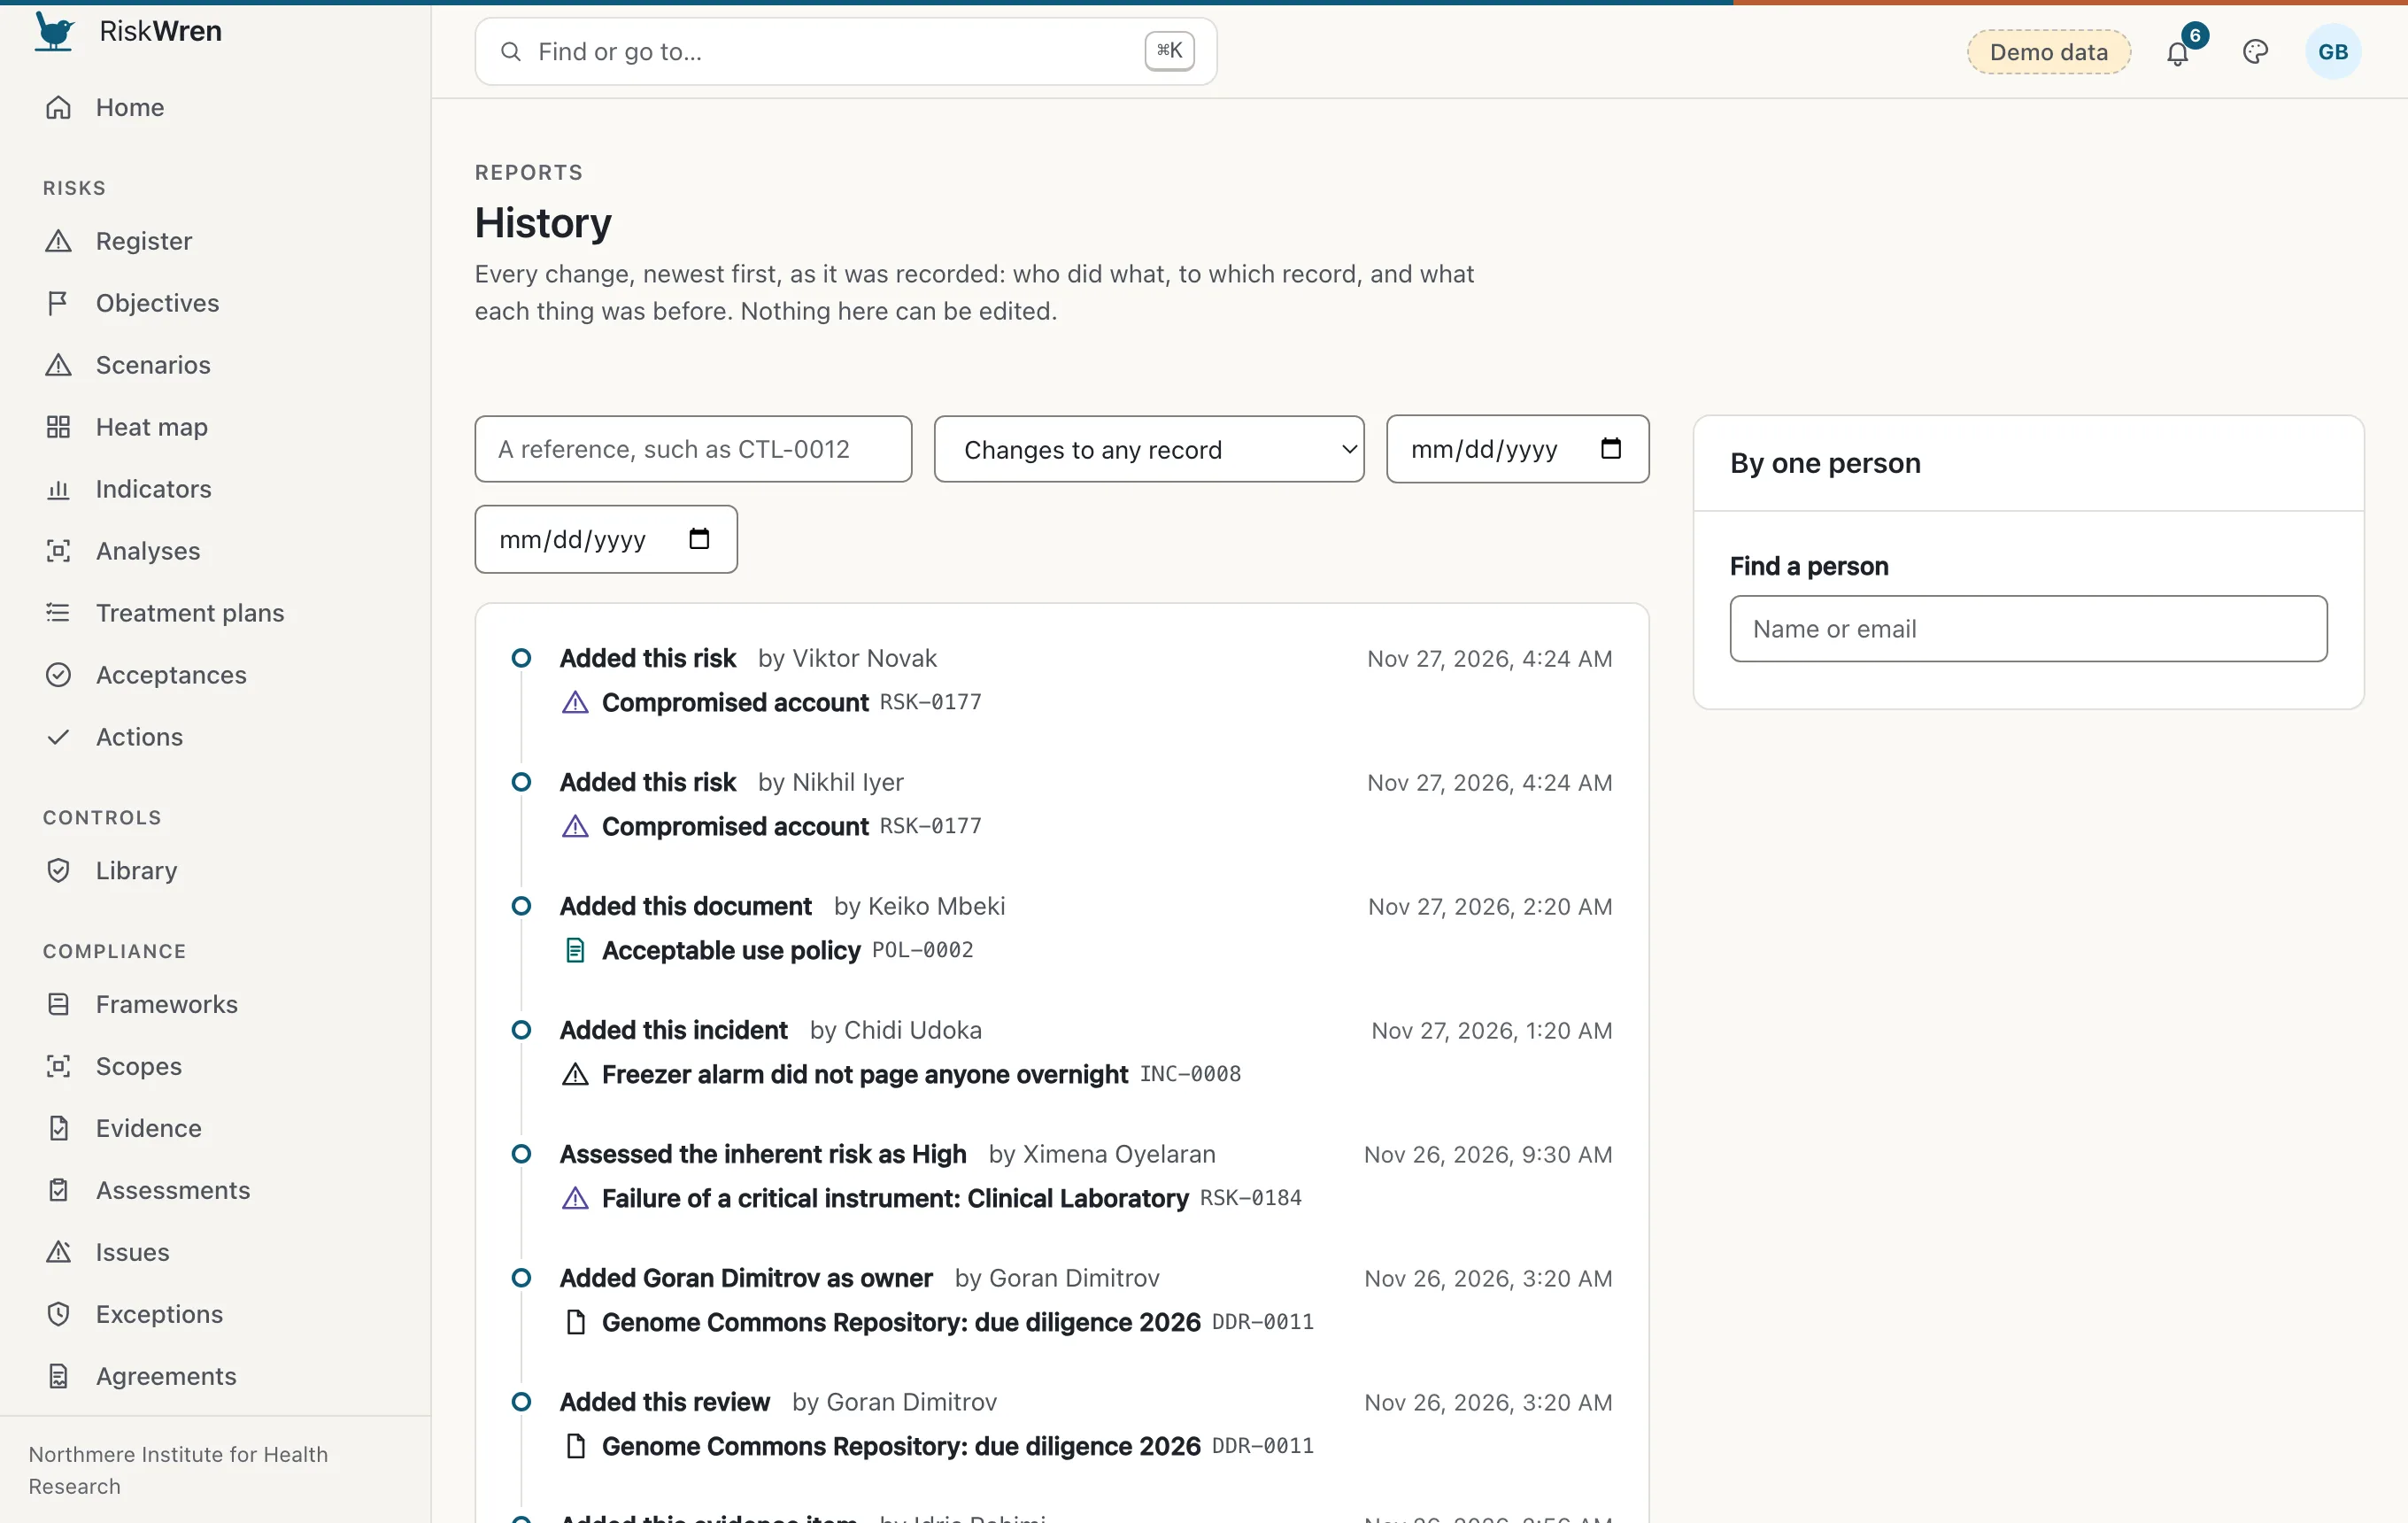 RiskWren
Find or go to...
⌘K
Demo data
6
GB
Home
RISKS
Register
Objectives
Scenarios
Heat map
Indicators
Analyses
Treatment plans
Acceptances
Actions
CONTROLS
Library
COMPLIANCE
Frameworks
Scopes
Evidence
Assessments
Issues
Exceptions
Agreements
Northmere Institute for Health
Research
REPORTS
History
Every change, newest first, as it was recorded: who did what, to which record, and what
each thing was before. Nothing here can be edited.
A reference, such as CTL-0012
Changes to any record
mm/dd/yyyy
mm/dd/yyyy
Added this risk by Viktor Novak Nov 27, 2026, 4:24 AM
Compromised account RSK-0177
Added this risk by Nikhil Iyer Nov 27, 2026, 4:24 AM
Compromised account RSK-0177
Added this document by Keiko Mbeki Nov 27, 2026, 2:20 AM
Acceptable use policy POL-0002
Added this incident by Chidi Udoka Nov 27, 2026, 1:20 AM
Freezer alarm did not page anyone overnight INC-0008
Assessed the inherent risk as High by Ximena Oyelaran Nov 26, 2026, 9:30 AM
Failure of a critical instrument: Clinical Laboratory RSK-0184
Added Goran Dimitrov as owner by Goran Dimitrov Nov 26, 2026, 3:20 AM
Genome Commons Repository: due diligence 2026 DDR-0011
Added this review by Goran Dimitrov Nov 26, 2026, 3:20 AM
Genome Commons Repository: due diligence 2026 DDR-0011
Added this evidence item by Idris
By one person
Find a person
Name or email